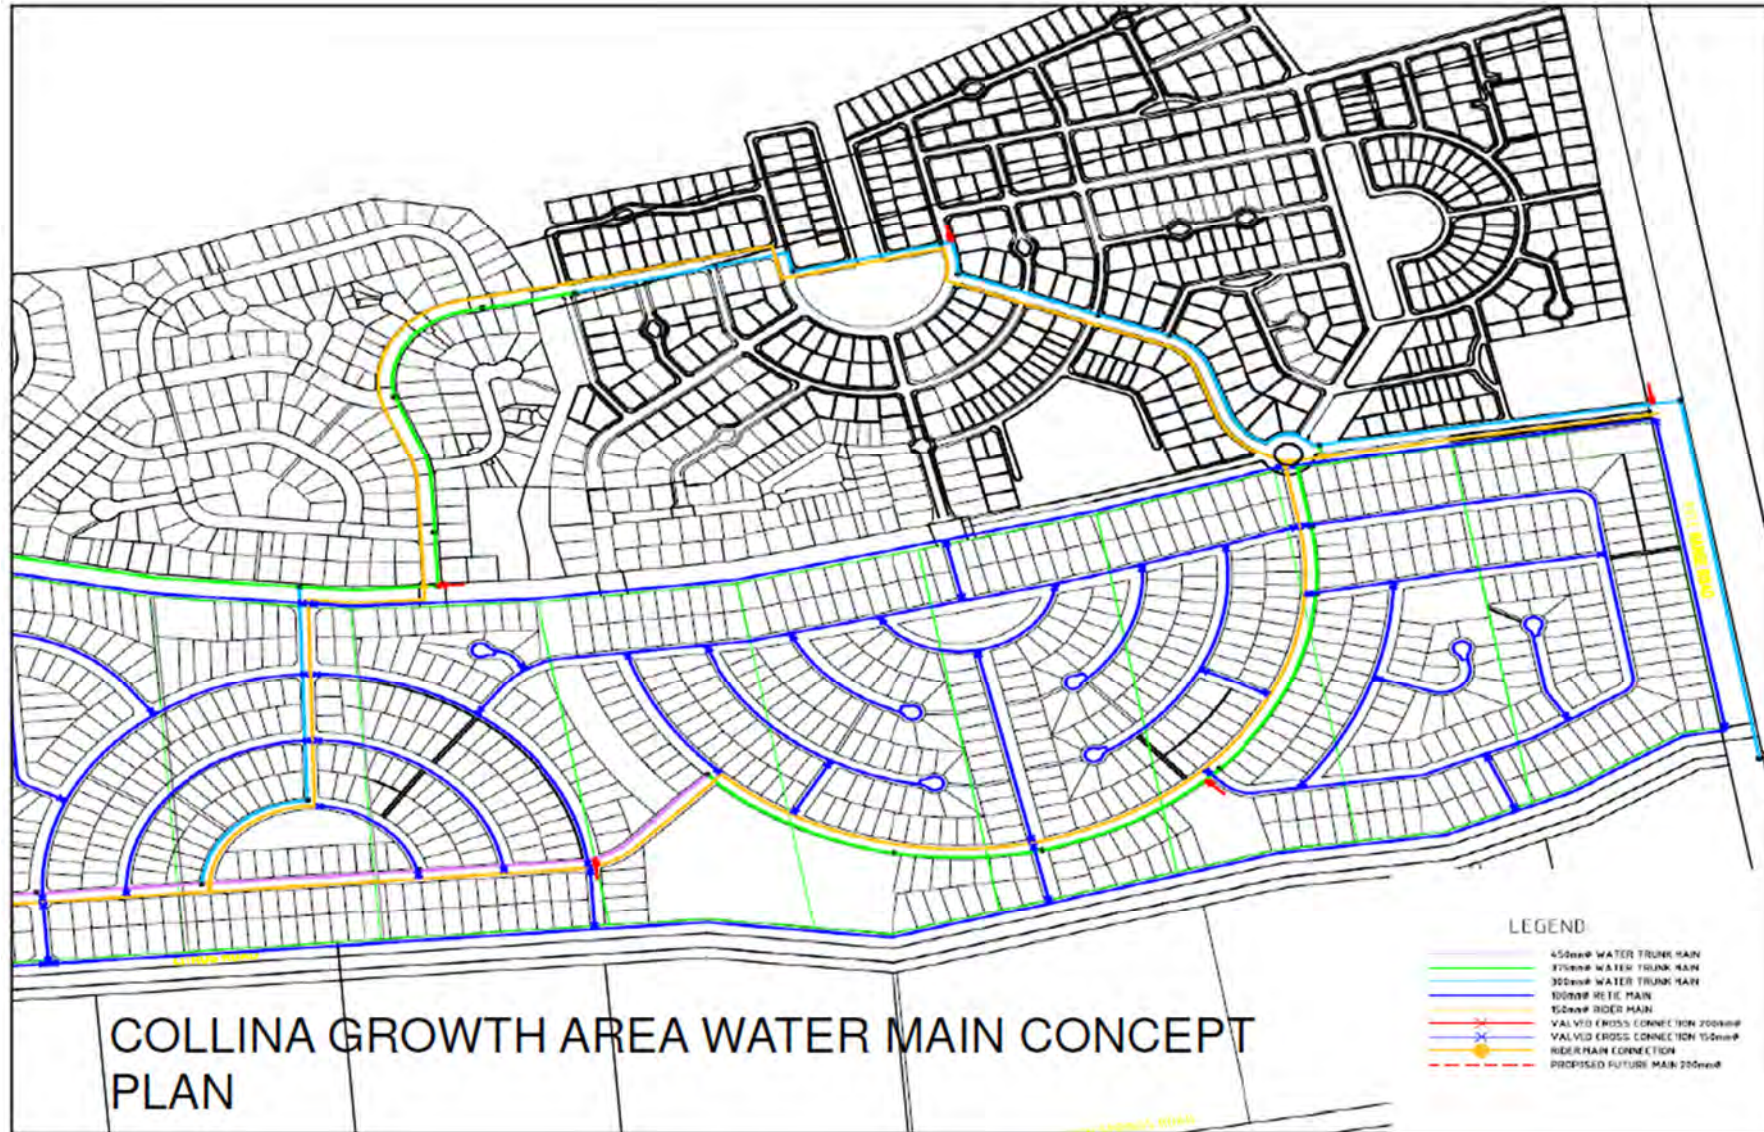 COLLINA GROWTH AREA WATER MAIN CONCEPT
PLAN
LEGEND
450mmø WATER TRUNK MAIN
375mmø WATER TRUNK MAIN
300mmø WATER TRUNK MAIN
100mmø RETIC MAIN
150mmø RIDER MAIN
VALVED CROSS CONNECTION 200mmø
VALVED CROSS CONNECTION 150mmø
RIDER MAIN CONNECTION
PROPOSED FUTURE MAIN 200mmø
ROAD